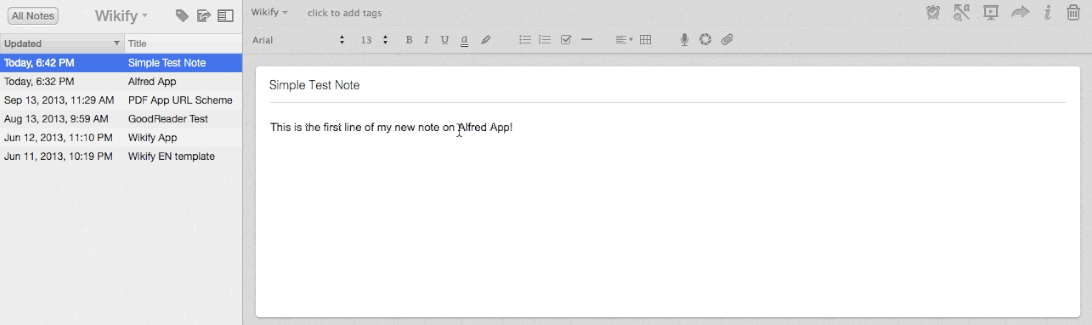 All Notes
Wikify
Updated Title
Today, 6:42 PM Simple Test Note
Today, 6:32 PM Alfred App
Sep 13, 2013, 11:29 AM PDF App URL Scheme
Aug 13, 2013, 9:59 AM GoodReader Test
Jun 12, 2013, 11:10 PM Wikify App
Jun 11, 2013, 10:19 PM Wikify EN template
Wikify click to add tags
Arial 13 B I U a
Simple Test Note
This is the first line of my new note on Alfred App!